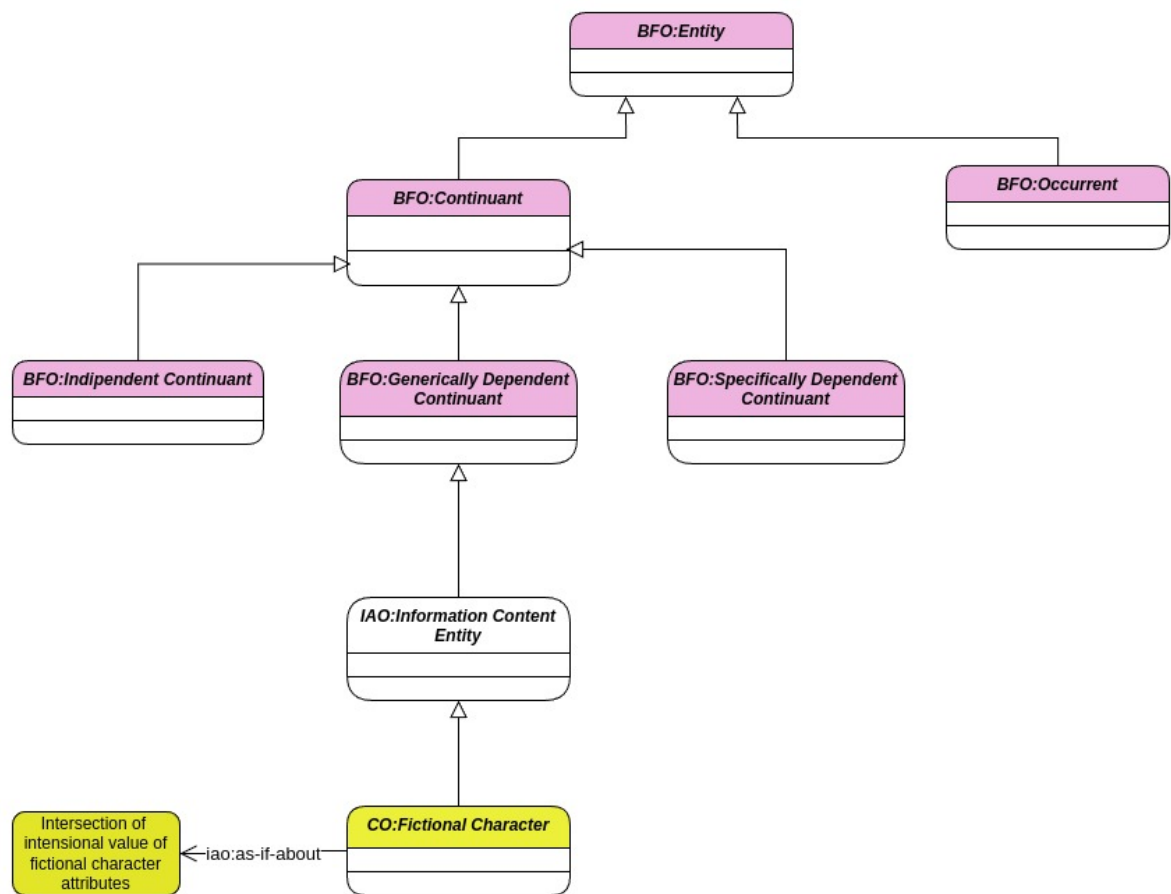 BFO:Entity
BFO:Continuant
BFO:Occurrent
BFO:Indipendent Continuant
BFO:Generically Dependent
Continuant
BFO:Specifically Dependent
Continuant
IAO:Information Content
Entity
CO:Fictional Character
Intersection of
intensional value of
fictional character
attributes
iao:as-if-about